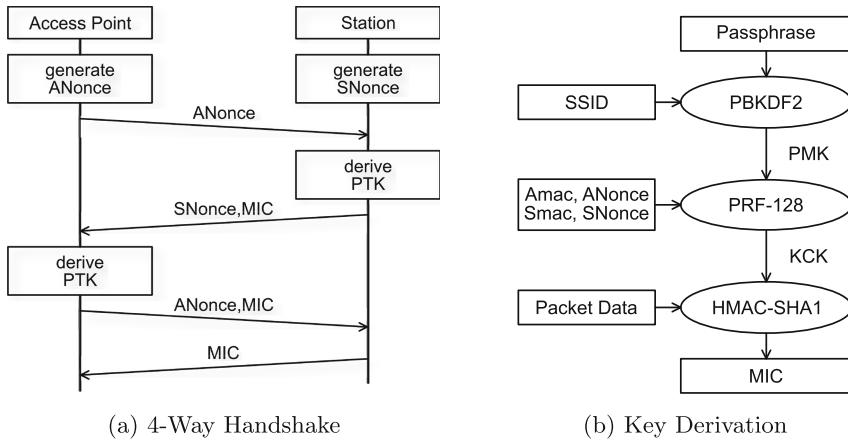 Access Point
Station
generate
ANonce
generate
SNonce
ANonce
derive
PTK
SNonce,MIC
derive
PTK
ANonce,MIC
MIC
(a) 4-Way Handshake
Passphrase
SSID
PBKDF2
PMK
Amac, ANonce
Smac, SNonce
PRF-128
KCK
Packet Data
HMAC-SHA1
MIC
(b) Key Derivation